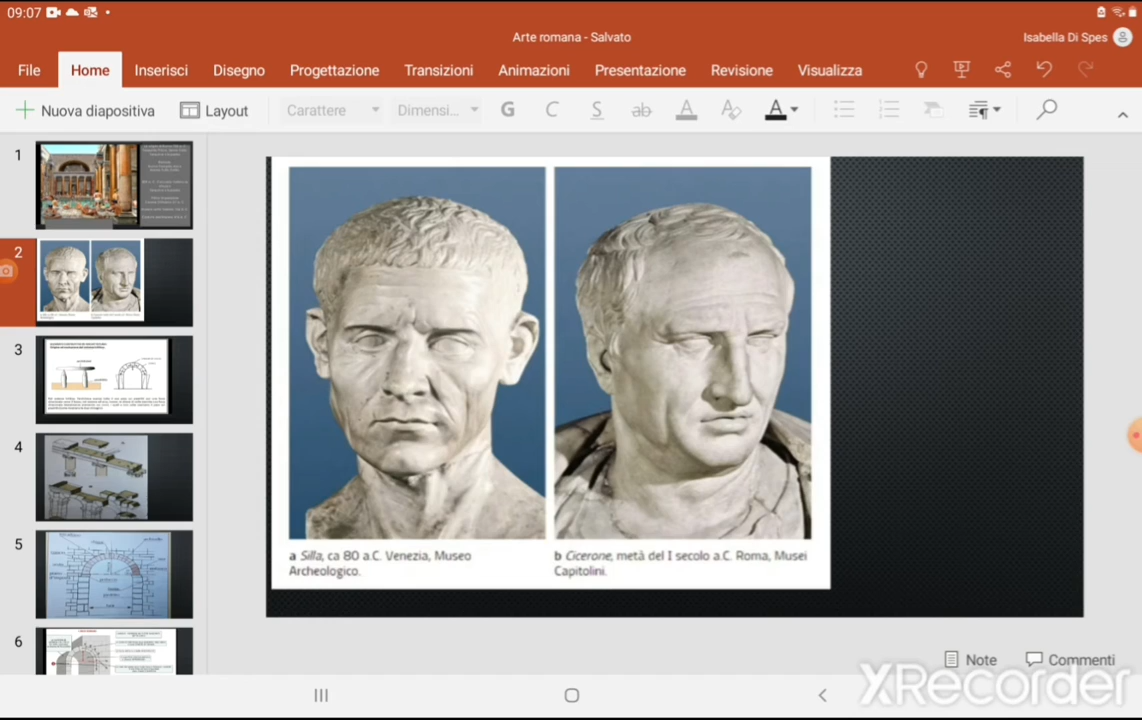 09:07
Arte romana - Salvato
Isabella Di Spes
File Home Inserisci Disegno Progettazione Transizioni Animazioni Presentazione Revisione Visualizza
Nuova diapositiva Layout Carattere Dimensi... G C S ab A A A
1
2
3
4
5
6
a Silla, ca 80 a.C. Venezia, Museo
Archeologico.
b Cicerone, metà del I secolo a.C. Roma, Musei
Capitolini.
Note Commenti
XRecorder